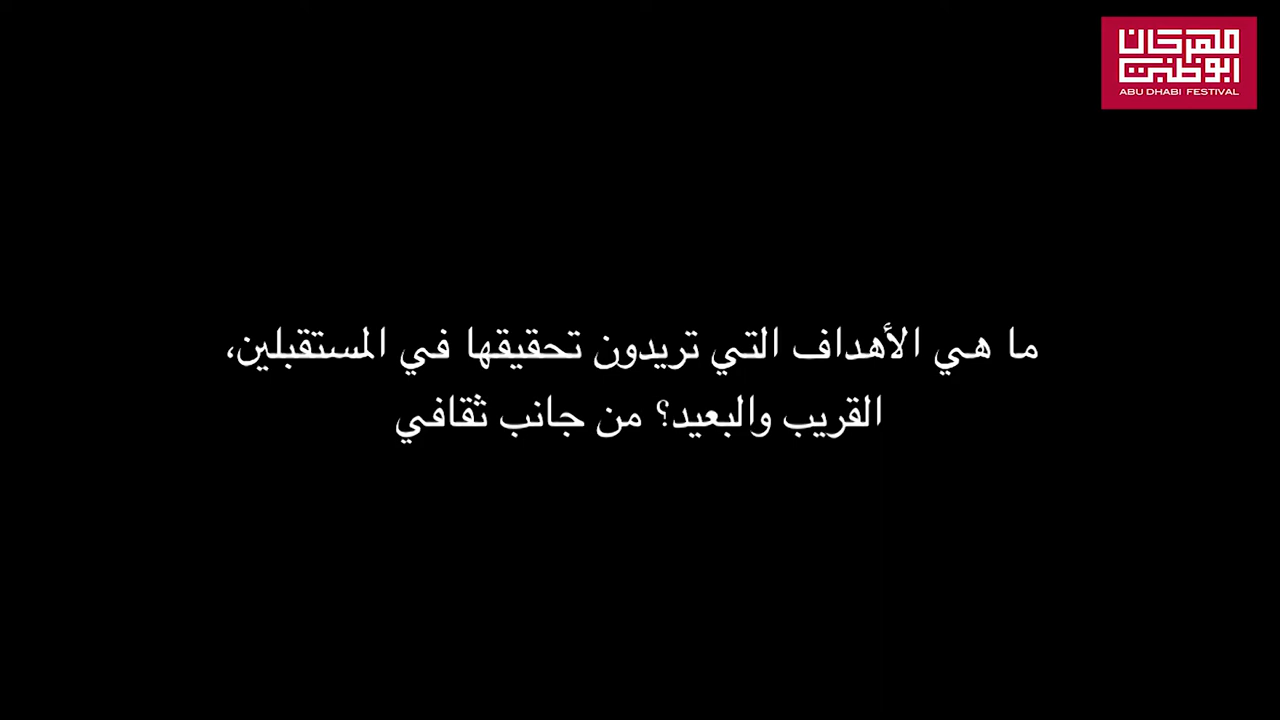 مهرجان
أبوظبي
ABU DHABI FESTIVAL
ما هي الأهداف التي تريدون تحقيقها في المستقبلين،
القريب والبعيد؟ من جانب ثقافي